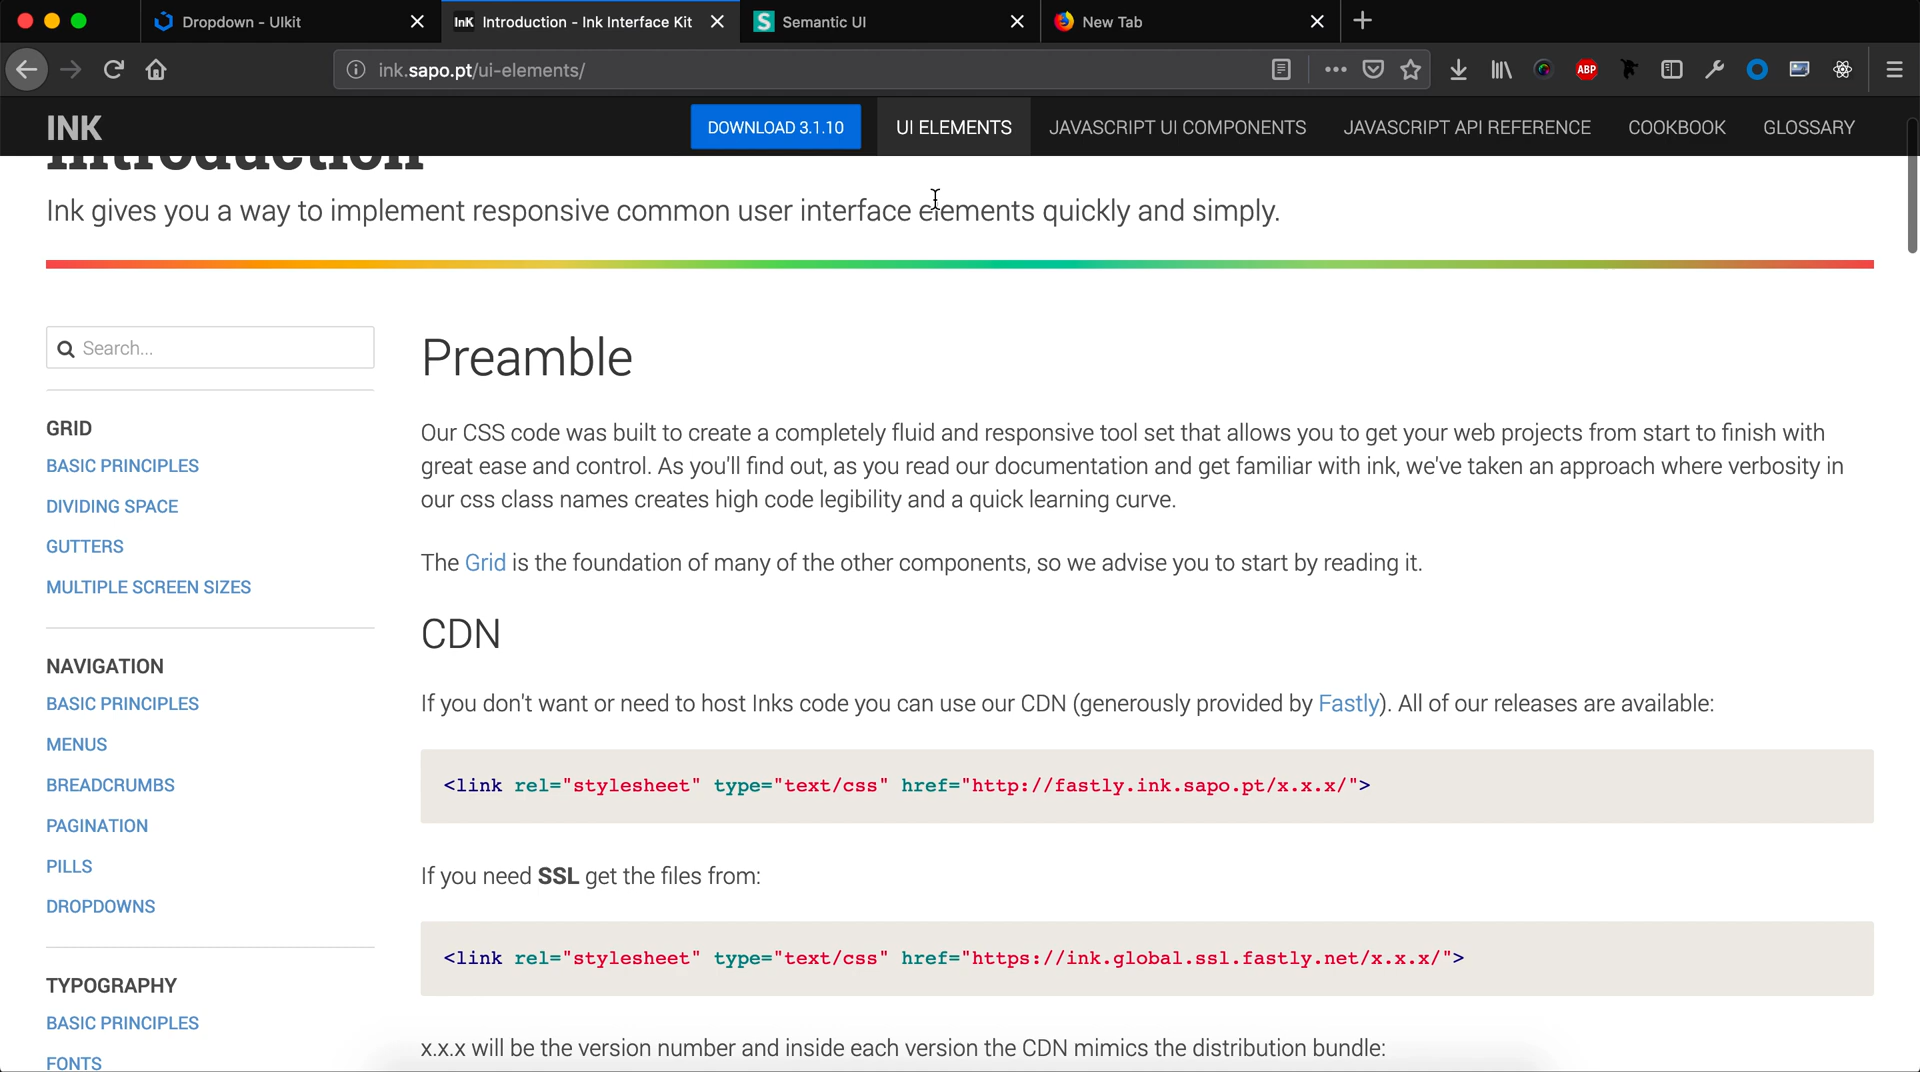 Dropdown - UIkit
InK Introduction - Ink Interface Kit
S Semantic UI
New Tab
ink.sapo.pt/ui-elements/
ABP
INK
DOWNLOAD 3.1.10
UI ELEMENTS
JAVASCRIPT UI COMPONENTS
JAVASCRIPT API REFERENCE
COOKBOOK
GLOSSARY
Introduction
Ink gives you a way to implement responsive common user interface elements quickly and simply.
Search...
GRID
BASIC PRINCIPLES
DIVIDING SPACE
GUTTERS
MULTIPLE SCREEN SIZES
NAVIGATION
BASIC PRINCIPLES
MENUS
BREADCRUMBS
PAGINATION
PILLS
DROPDOWNS
TYPOGRAPHY
BASIC PRINCIPLES
FONTS
Preamble
Our CSS code was built to create a completely fluid and responsive tool set that allows you to get your web projects from start to finish with
great ease and control. As you'll find out, as you read our documentation and get familiar with ink, we've taken an approach where verbosity in
our css class names creates high code legibility and a quick learning curve.
The Grid is the foundation of many of the other components, so we advise you to start by reading it.
CDN
If you don't want or need to host Inks code you can use our CDN (generously provided by Fastly). All of our releases are available:
<link rel="stylesheet" type="text/css" href="http://fastly.ink.sapo.pt/x.x.x/">
If you need SSL get the files from:
<link rel="stylesheet" type="text/css" href="https://ink.global.ssl.fastly.net/x.x.x/">
x.x.x will be the version number and inside each version the CDN mimics the distribution bundle: